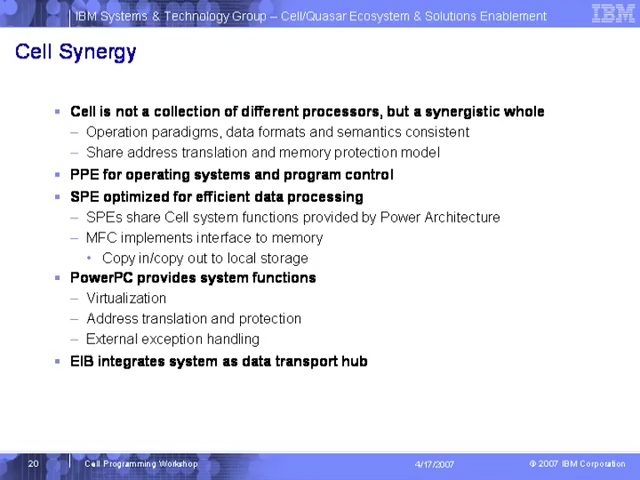 IBM Systems & Technology Group – Cell/Quasar Ecosystem & Solutions Enablement
IBM
Cell Synergy
▪ Cell is not a collection of different processors, but a synergistic whole
– Operation paradigms, data formats and semantics consistent
– Share address translation and memory protection model
▪ PPE for operating systems and program control
▪ SPE optimized for efficient data processing
– SPEs share Cell system functions provided by Power Architecture
– MFC implements interface to memory
• Copy in/copy out to local storage
▪ PowerPC provides system functions
– Virtualization
– Address translation and protection
– External exception handling
▪ EIB integrates system as data transport hub
20 Cell Programming Workshop 4/17/2007 © 2007 IBM Corporation